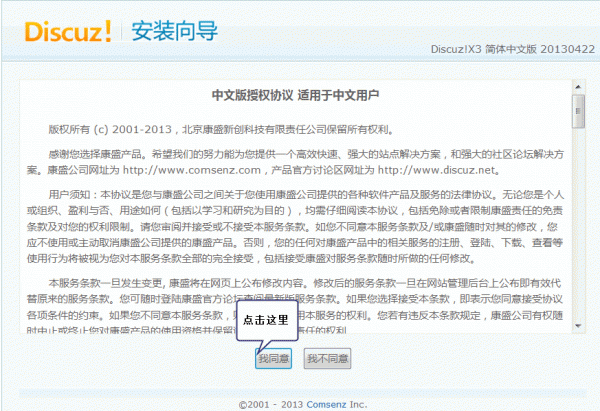 Discuz! 安装向导
Discuz!X3 简体中文版 20130422
中文版授权协议 适用于中文用户
版权所有 (c) 2001-2013，北京康盛新创科技有限责任公司保留所有权利。
感谢您选择康盛产品。希望我们的努力能为您提供一个高效快速、强大的站点解决方案，和强大的社区论坛解决方
案。康盛公司网址为 http://www.comsenz.com，产品官方讨论区网址为 http://www.discuz.net。
用户须知：本协议是您与康盛公司之间关于您使用康盛公司提供的各种软件产品及服务的法律协议。无论您是个人
或组织、盈利与否、用途如何（包括以学习和研究为目的），均需仔细阅读本协议，包括免除或者限制康盛责任的免责
条款及对您的权利限制。请您审阅并接受或不接受本服务条款。如您不同意本服务条款及/或康盛随时对其的修改，您
应不使用或主动取消康盛公司提供的康盛产品。否则，您的任何对康盛产品中的相关服务的注册、登陆、下载、查看等
使用行为将被视为您对本服务条款全部的完全接受，包括接受康盛对服务条款随时所做的任何修改。
本服务条款一旦发生变更, 康盛将在网页上公布修改内容。修改后的服务条款一旦在网站管理后台上公布即有效代
替原来的服务条款。您可随时登陆康盛官方论坛查阅最新版服务条款。如果您选择接受本条款，即表示您同意接受协议
各项条件的约束。如果您不同意本服务条款，用本服务的权利。您若有违反本条款规定，康盛公司有权随
时中止或终止您对康盛产品的使用资格并保留责任的权利。
点击这里
我同意 我不同意
©2001 - 2013 Comsenz Inc.